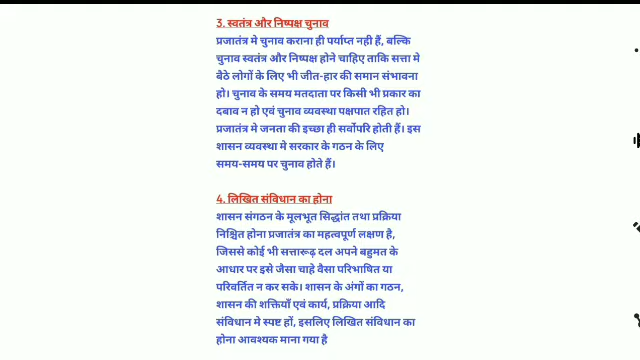 3. स्वतंत्र और निष्पक्ष चुनाव
प्रजातंत्र मे चुनाव कराना ही पर्याप्त नही हैं, बल्कि
चुनाव स्वतंत्र और निष्पक्ष होने चाहिए ताकि सत्ता मे
बैठे लोगों के लिए भी जीत-हार की समान संभावना
हो। चुनाव के समय मतदाता पर किसी भी प्रकार का
दबाव न हो एवं चुनाव व्यवस्था पक्षपात रहित हो।
प्रजातंत्र मे जनता की इच्छा ही सर्वोपरि होती हैं। इस
शासन व्यवस्था मे सरकार के गठन के लिए
समय-समय पर चुनाव होते हैं।
4. लिखित संविधान का होना
शासन संगठन के मूलभूत सिद्धांत तथा प्रक्रिया
निश्चित होना प्रजातंत्र का महत्वपूर्ण लक्षण है,
जिससे कोई भी सत्तारूढ़ दल अपने बहुमत के
आधार पर इसे जैसा चाहे वैसा परिभाषित या
परिवर्तित न कर सके। शासन के अंगों का गठन,
शासन की शक्तियाँ एवं कार्य, प्रक्रिया आदि
संविधान मे स्पष्ट हों, इसलिए लिखित संविधान का
होना आवश्यक माना गया है